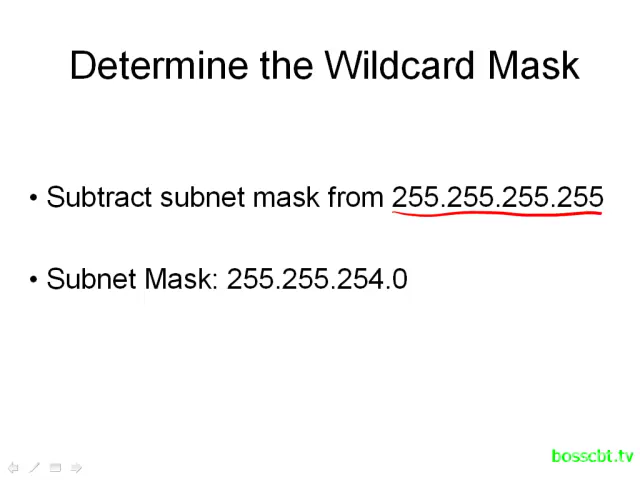 Determine the Wildcard Mask
• Subtract subnet mask from 255.255.255.255
• Subnet Mask: 255.255.254.0
bosscbt.tv